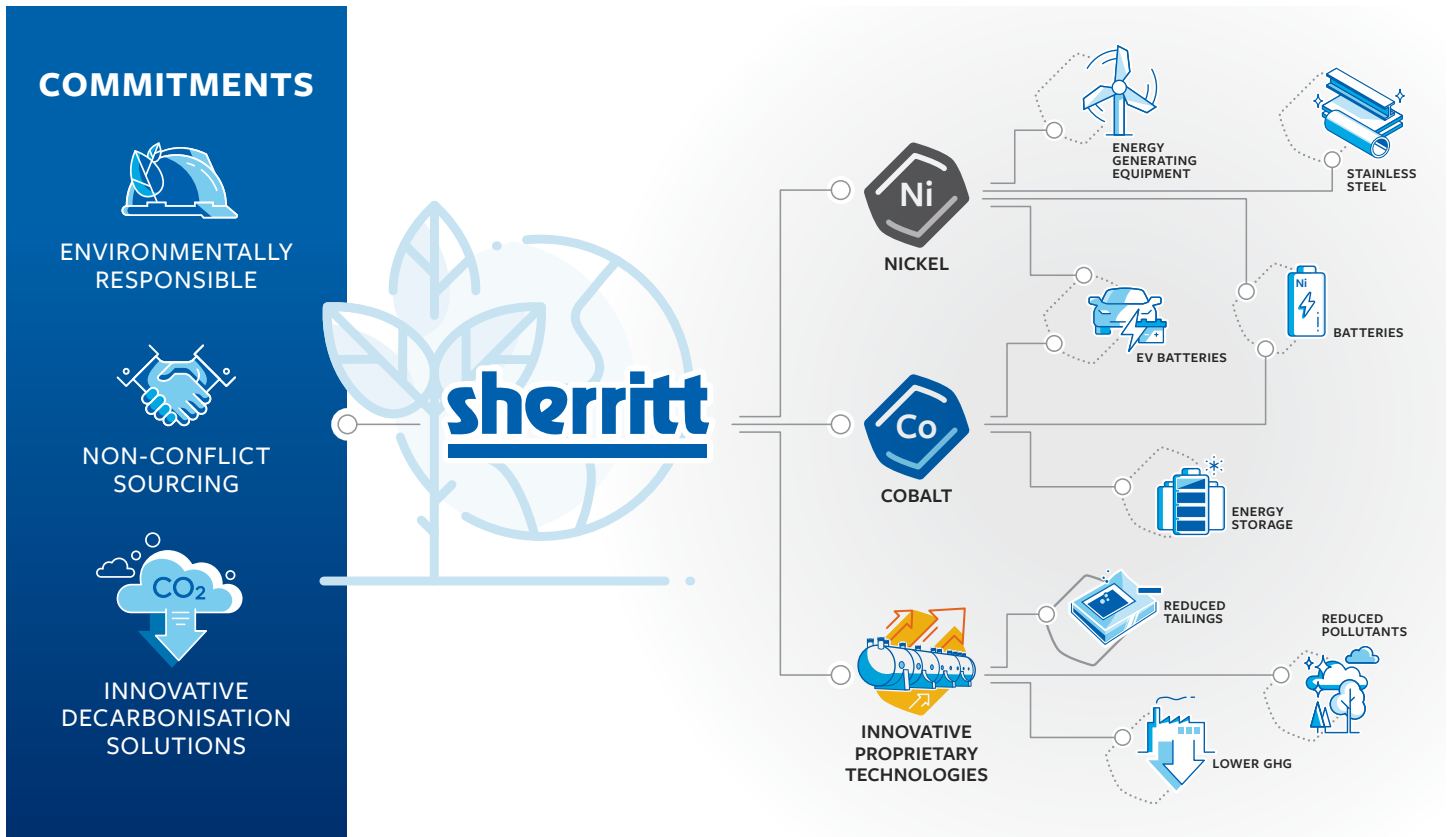 COMMITMENTS
ENVIRONMENTALLY
RESPONSIBLE
NON-CONFLICT
SOURCING
CO₂
INNOVATIVE
DECARBONISATION
SOLUTIONS
sherritt
Ni
NICKEL
ENERGY
GENERATING
EQUIPMENT
STAINLESS
STEEL
EV BATTERIES
Ni
BATTERIES
Co
COBALT
ENERGY
STORAGE
INNOVATIVE
PROPRIETARY
TECHNOLOGIES
REDUCED
TAILINGS
REDUCED
POLLUTANTS
LOWER GHG